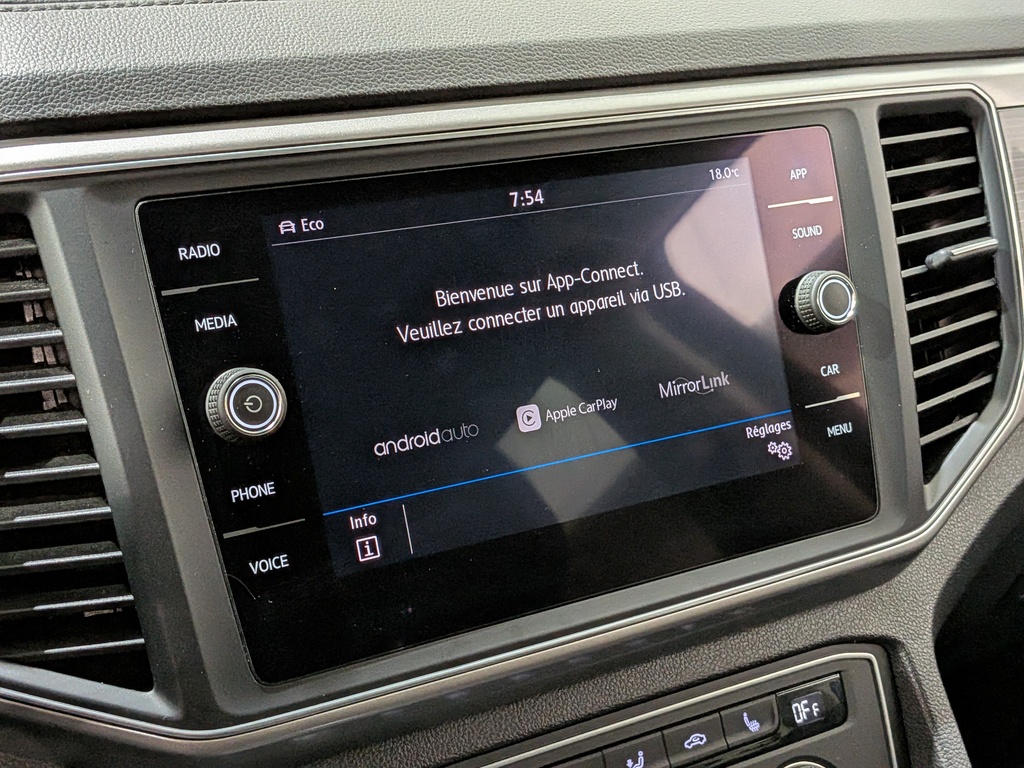 RADIO
MEDIA
PHONE
VOICE
Eco
7:54
18.0°C
Bienvenue sur App-Connect.
Veuillez connecter un appareil via USB.
androidauto
Apple CarPlay
MirrorLink
Réglages
Info
i
APP
SOUND
CAR
MENU
OFF